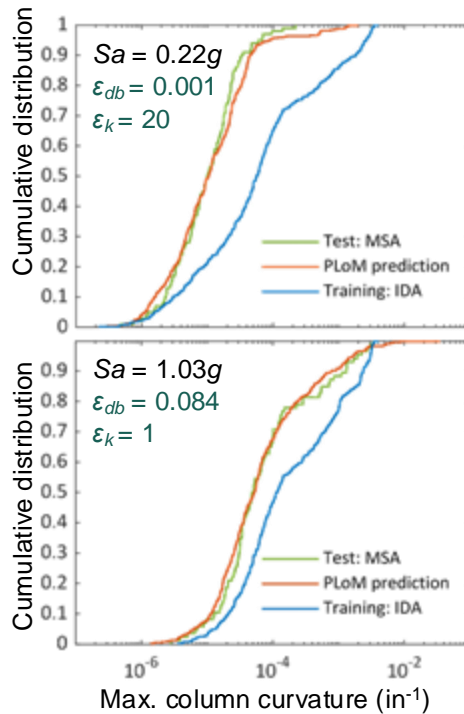 Cumulative distribution
1
0.9
0.8
0.7
0.6
0.5
0.4
0.3
0.2
0.1
0
Sa = 0.22g
εdb = 0.001
εk = 20
Test: MSA
PLoM prediction
Training: IDA
Cumulative distribution
0.9
0.8
0.7
0.6
0.5
0.4
0.3
0.2
0.1
0
Sa = 1.03g
εdb = 0.084
εk = 1
Test: MSA
PLoM prediction
Training: IDA
10-6 10-4 10-2
Max. column curvature (in-1)